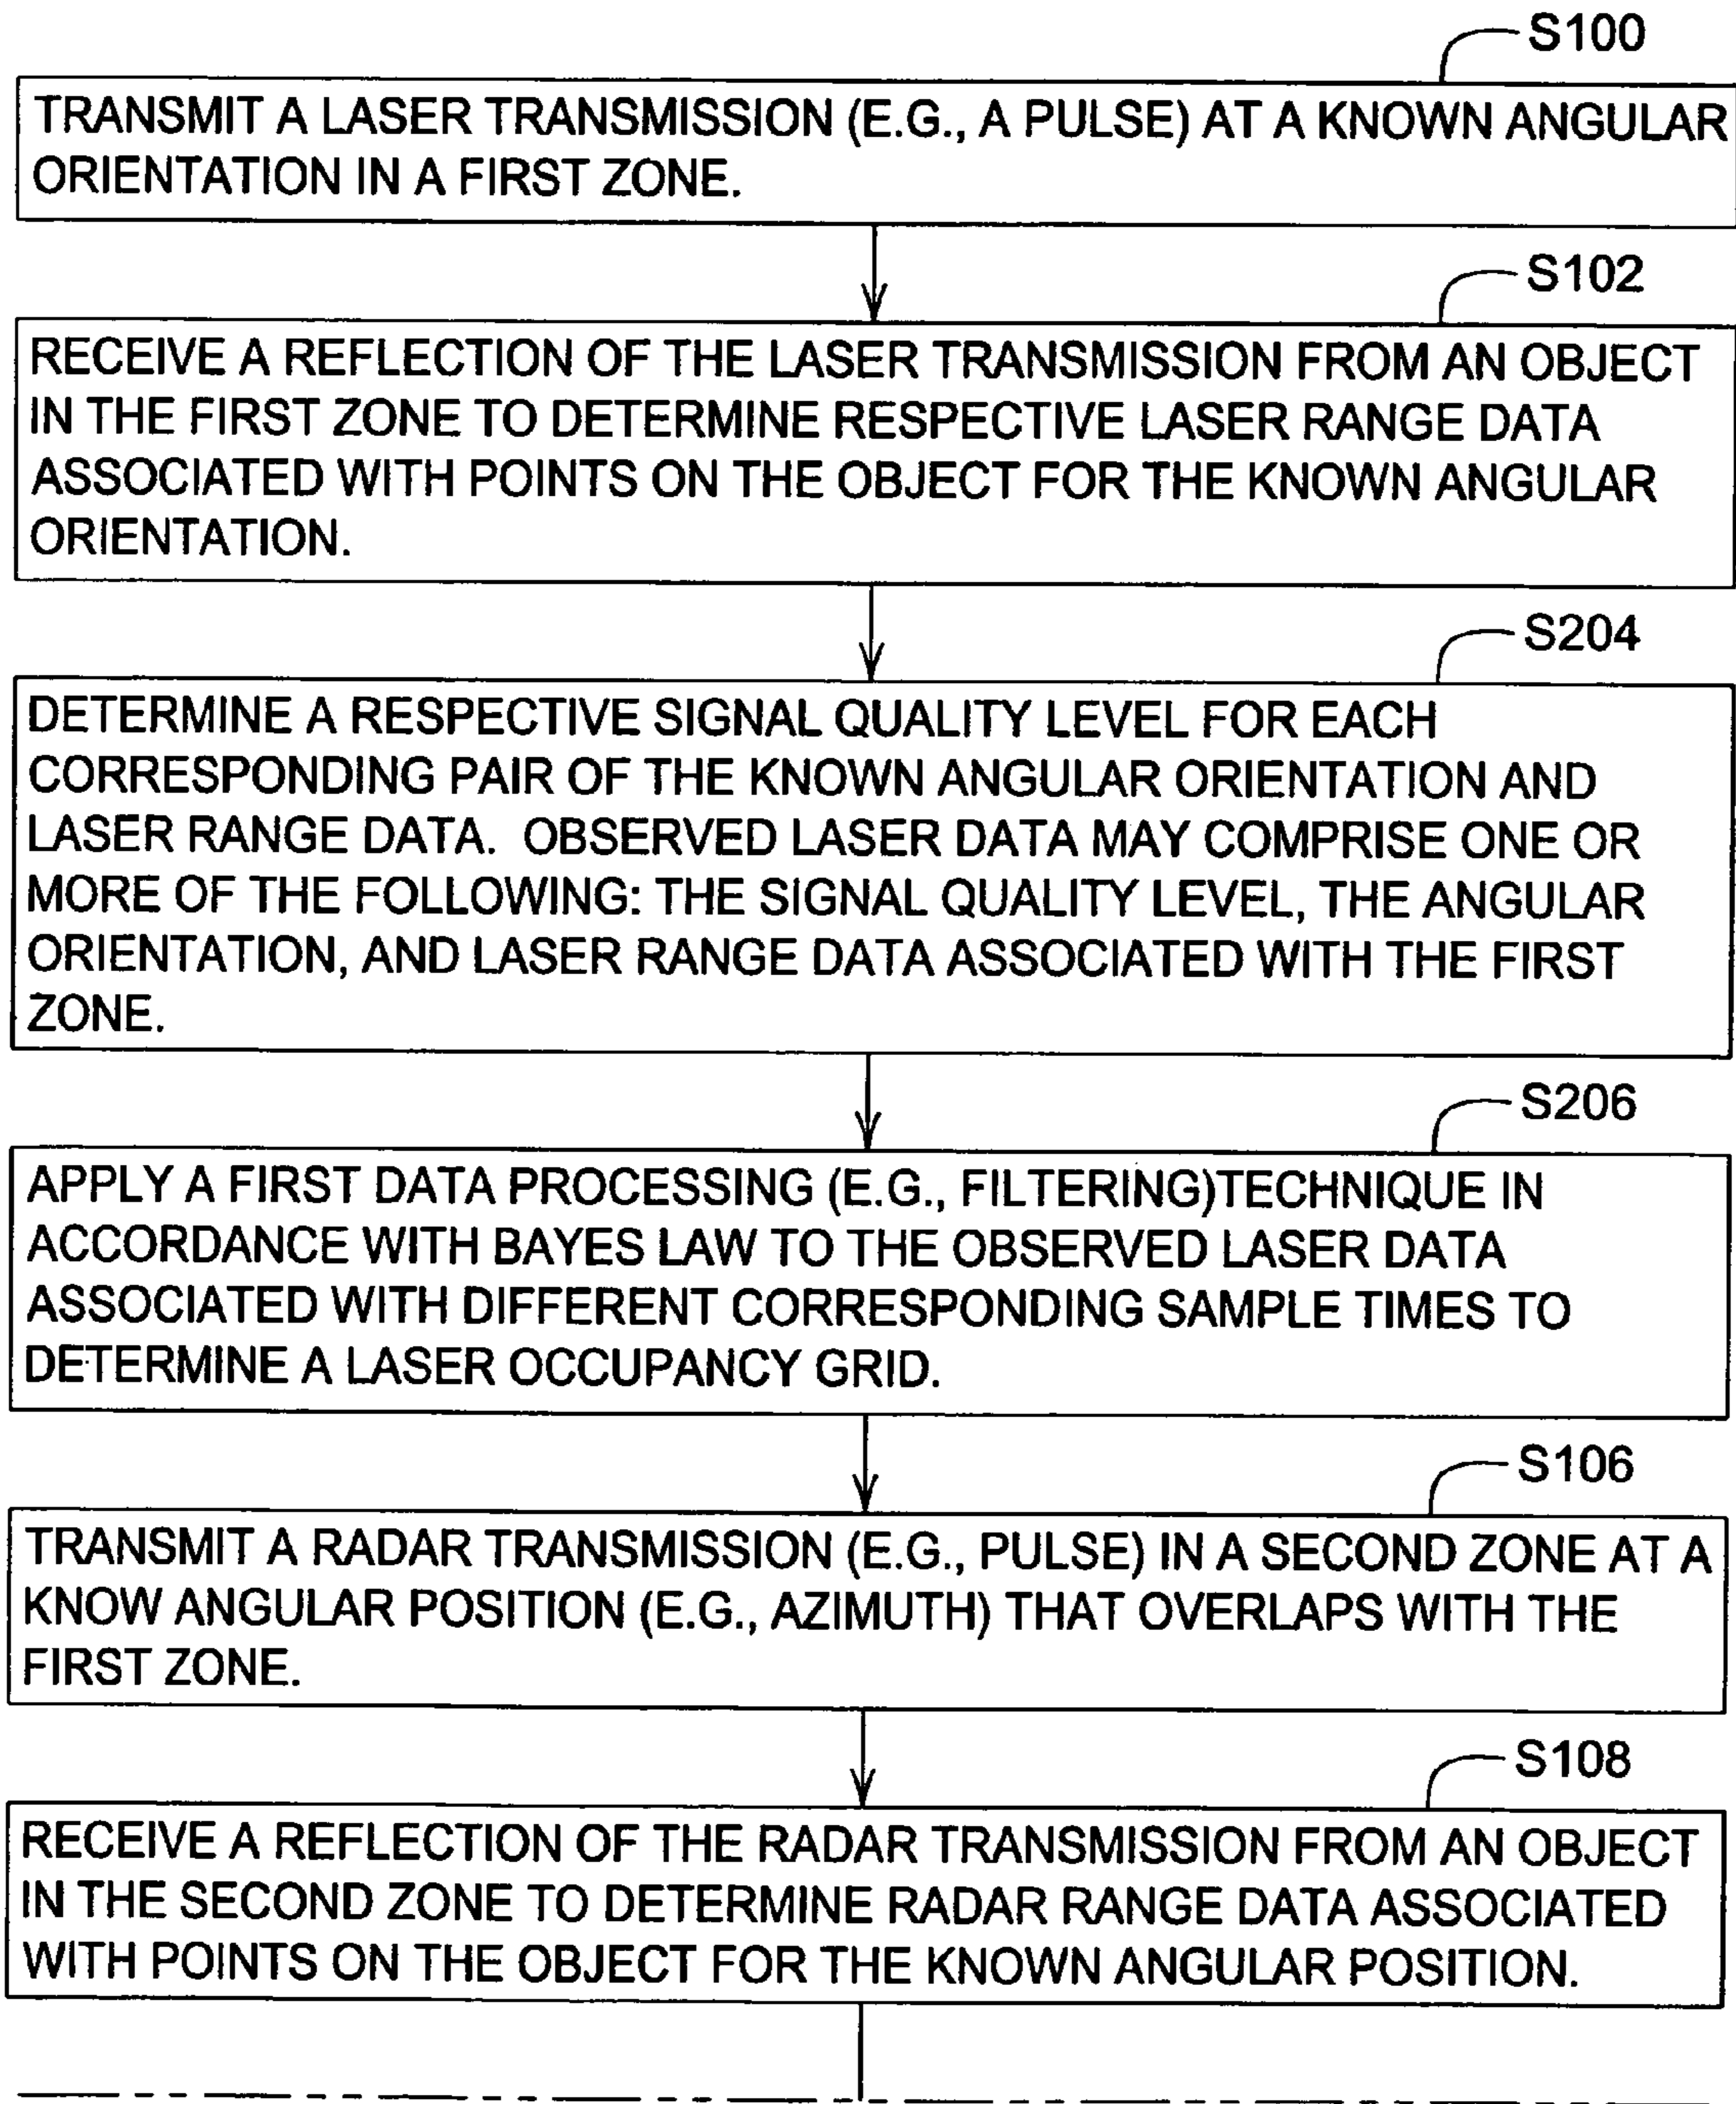 S100
TRANSMIT A LASER TRANSMISSION (E.G., A PULSE) AT A KNOWN ANGULAR
ORIENTATION IN A FIRST ZONE.
S102
RECEIVE A REFLECTION OF THE LASER TRANSMISSION FROM AN OBJECT
IN THE FIRST ZONE TO DETERMINE RESPECTIVE LASER RANGE DATA
ASSOCIATED WITH POINTS ON THE OBJECT FOR THE KNOWN ANGULAR
ORIENTATION.
S204
DETERMINE A RESPECTIVE SIGNAL QUALITY LEVEL FOR EACH
CORRESPONDING PAIR OF THE KNOWN ANGULAR ORIENTATION AND
LASER RANGE DATA. OBSERVED LASER DATA MAY COMPRISE ONE OR
MORE OF THE FOLLOWING: THE SIGNAL QUALITY LEVEL, THE ANGULAR
ORIENTATION, AND LASER RANGE DATA ASSOCIATED WITH THE FIRST
ZONE.
S206
APPLY A FIRST DATA PROCESSING (E.G., FILTERING)TECHNIQUE IN
ACCORDANCE WITH BAYES LAW TO THE OBSERVED LASER DATA
ASSOCIATED WITH DIFFERENT CORRESPONDING SAMPLE TIMES TO
DETERMINE A LASER OCCUPANCY GRID.
S106
TRANSMIT A RADAR TRANSMISSION (E.G., PULSE) IN A SECOND ZONE AT A
KNOW ANGULAR POSITION (E.G., AZIMUTH) THAT OVERLAPS WITH THE
FIRST ZONE.
S108
RECEIVE A REFLECTION OF THE RADAR TRANSMISSION FROM AN OBJECT
IN THE SECOND ZONE TO DETERMINE RADAR RANGE DATA ASSOCIATED
WITH POINTS ON THE OBJECT FOR THE KNOWN ANGULAR POSITION.